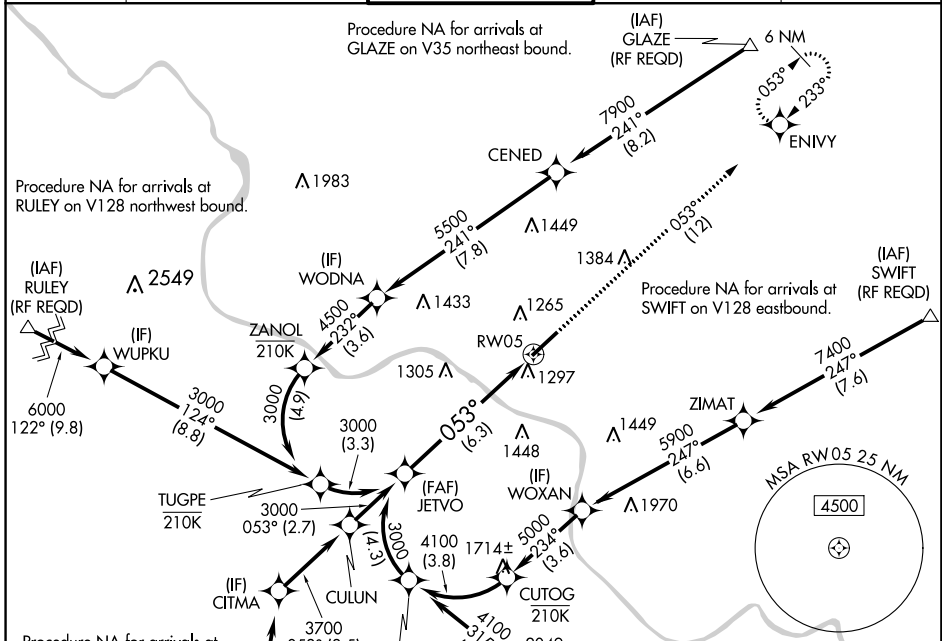 Procedure NA for arrivals at
GLAZE on V35 northeast bound.
(IAF)
GLAZE
(RF REQD)
6 NM
053°
233°
ENIVY
7900
241°
(8.2)
CENED
1983
Procedure NA for arrivals at
RULEY on V128 northwest bound.
5500
241°
(7.8)
1449
053°
(12)
1384
(IAF)
SWIFT
(RF REQD)
(IAF)
RULEY
(RF REQD)
2549
(IF)
WODNA
Procedure NA for arrivals at
SWIFT on V128 eastbound.
1433
1265
4500
232°
(3.6)
ZANOL
210K
RW05
(IF)
WUPKU
1305
1297
7400
247°
(7.6)
6000
122° (9.8)
3000
124°
(8.8)
3000
(4.9)
3000
(3.3)
053°
(6.3)
ZIMAT
1449
1448
5900
247°
(6.6)
MSA RW05 25 NM
4500
TUGPE
210K
(FAF)
JETVO
(IF)
WOXAN
1970
3000
053° (2.7)
3000
(4.3)
4100
(3.8)
1714±
5000
234°
(3.6)
CULUN
(IF)
CITMA
CUTOG
210K
3700
4100
Procedure NA for arrivals at